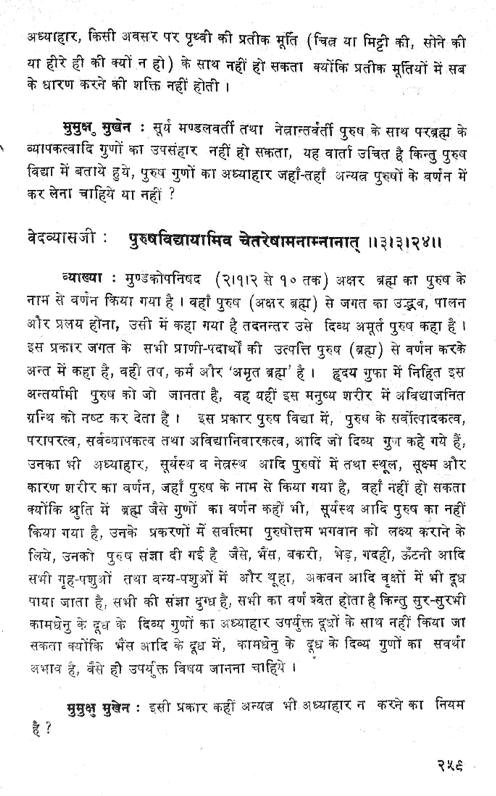 अध्याहार, किसी अवसर पर पृथ्वी की प्रतीक मूर्ति (चित्र या मिट्टी की, सोने की
या हीरे ही की क्यों न हो) के साथ नहीं हो सकता क्योंकि प्रतीक मूर्तियों में सब
के धारण करने की शक्ति नहीं होती ।
मुमुक्षु मुखेन : सूर्य मण्डलवर्ती तथा नेत्रान्तर्वर्ती पुरुष के साथ परब्रह्म के
व्यापकत्वादि गुणों का उपसंहार नहीं हो सकता, यह वार्ता उचित है किन्तु पुरुष
विद्या में बताये हुये, पुरुष गुणों का अध्याहार जहाँ-तहाँ अन्यत्र पुरुषों के वर्णन में
कर लेना चाहिये या नहीं ?
वेदव्यासजी : पुरुषविद्यायामिव चेतरेषामनाम्नानात् ॥३।३।२४॥
व्याख्या : मुण्डकोपनिषद (२।१।२ से १० तक) अक्षर ब्रह्म का पुरुष के
नाम से वर्णन किया गया है । वहाँ पुरुष (अक्षर ब्रह्म) से जगत का उद्भव, पालन
और प्रलय होना, उसी में कहा गया है तदनन्तर उसे दिव्य अमूर्त पुरुष कहा है ।
इस प्रकार जगत के सभी प्राणी-पदार्थों की उत्पत्ति पुरुष (ब्रह्म) से वर्णन करके
अन्त में कहा है, वही तप, कर्म और 'अमृत ब्रह्म' है । हृदय गुफा में निहित इस
अन्तर्यामी पुरुष को जो जानता है, वह यहीं इस मनुष्य शरीर में अविद्याजनित
ग्रन्थि को नष्ट कर देता है । इस प्रकार पुरुष विद्या में, पुरुष के सर्वोत्पादकत्व,
परापरत्व, सर्वव्यापकत्व तथा अविद्यानिवारकत्व, आदि जो दिव्य गुण कहे गये हैं,
उनका भी अध्याहार, सूर्यस्थ व नेत्रस्थ आदि पुरुषों में तथा स्थूल, सूक्ष्म और
कारण शरीर का वर्णन, जहाँ पुरुष के नाम से किया गया है, वहाँ नहीं हो सकता
क्योंकि श्रुति में ब्रह्म जैसे गुणों का वर्णन कहीं भी, सूर्यस्थ आदि पुरुष का नहीं
किया गया है, उनके प्रकरणों में सर्वात्मा पुरुषोत्तम भगवान को लक्ष्य कराने के
लिये, उनको पुरुष संज्ञा दी गई है जैसे, भैंस, बकरी, भेड़, गदही, ऊँटनी आदि
सभी गृह-पशुओं तथा वन्य-पशुओं में और थूहा, अकवन आदि वृक्षों में भी दूध
पाया जाता है, सभी की संज्ञा दुग्ध है, सभी का वर्ण श्वेत होता है किन्तु सुर-सुरभी
कामधेनु के दूध के दिव्य गुणों का अध्याहार उपर्युक्त दूधों के साथ नहीं किया जा
सकता क्योंकि भैंस आदि के दूध में, कामधेनु के दूध के दिव्य गुणों का सवर्था
अभाव है, वैसे ही उपर्युक्त विषय जानना चाहिये ।
मुमुक्षु मुखेन : इसी प्रकार कहीं अन्यत्र भी अध्याहार न करने का नियम
है ?
२५९